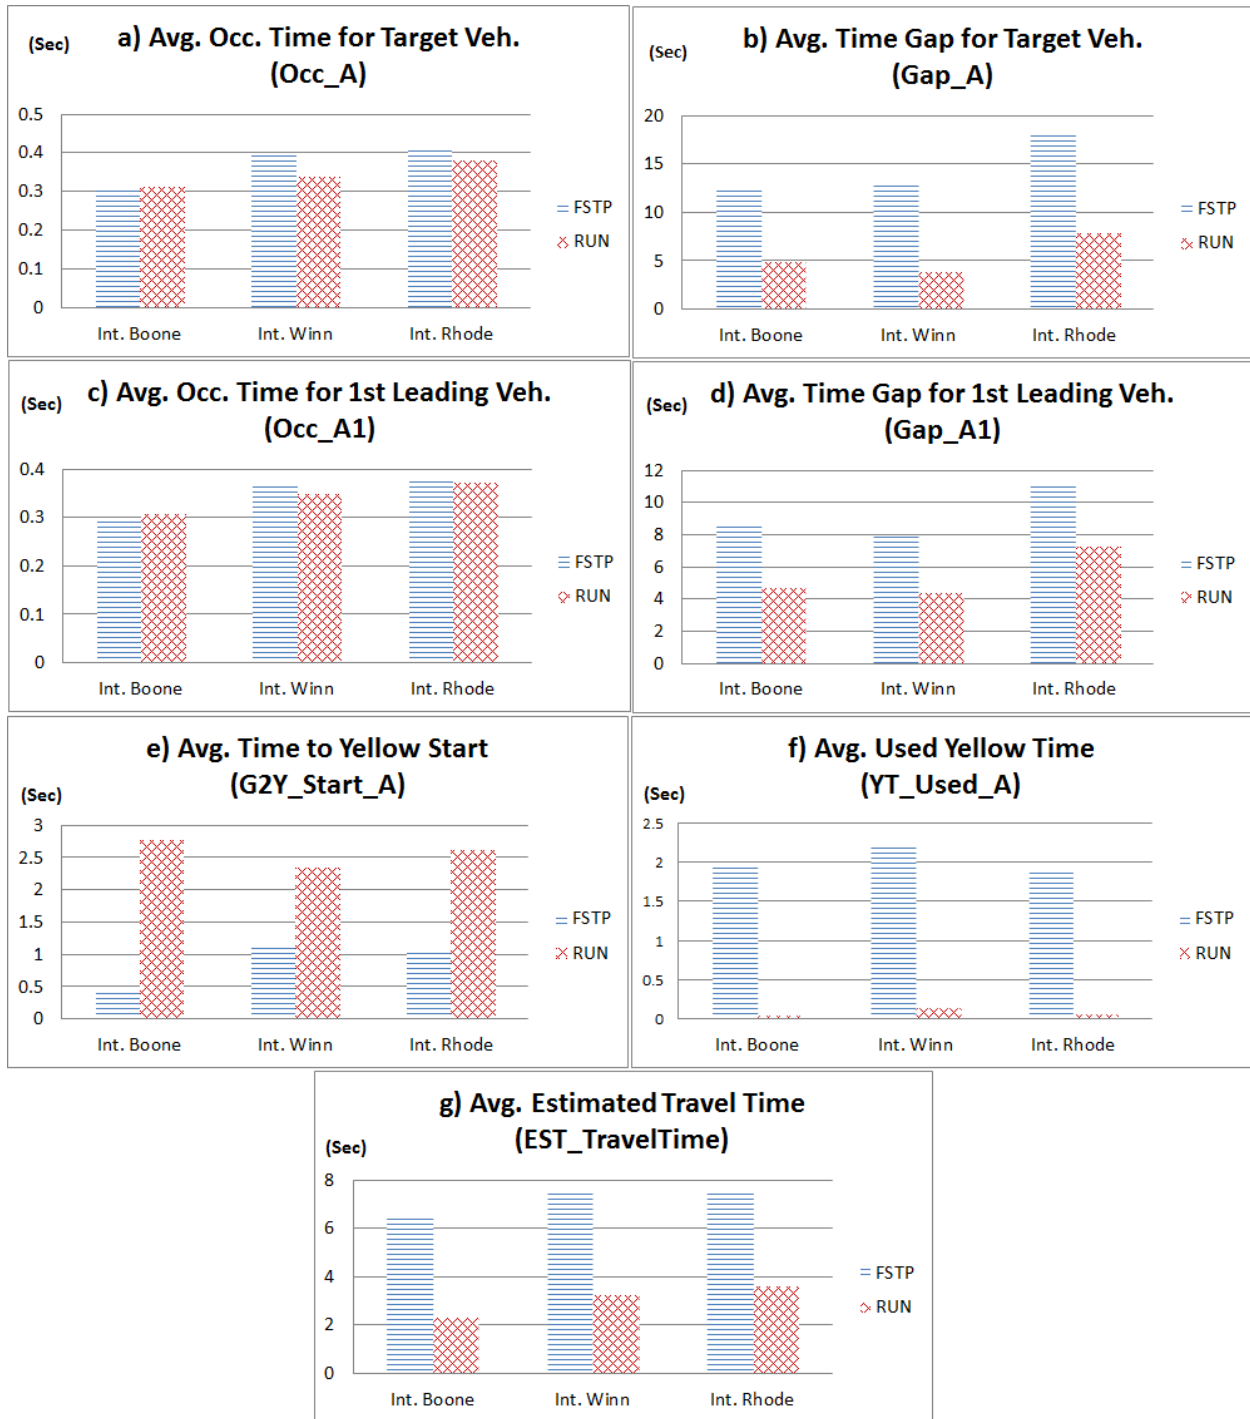 (Sec)
a) Avg. Occ. Time for Target Veh.
(Occ_A)
0.5
0.4
0.3
0.2
0.1
0
Int. Boone
Int. Winn
Int. Rhode
FSTP
RUN
(Sec)
b) Avg. Time Gap for Target Veh.
(Gap_A)
20
15
10
5
0
Int. Boone
Int. Winn
Int. Rhode
FSTP
RUN
(Sec)
c) Avg. Occ. Time for 1st Leading Veh.
(Occ_A1)
0.4
0.3
0.2
0.1
0
Int. Boone
Int. Winn
Int. Rhode
FSTP
RUN
(Sec)
d) Avg. Time Gap for 1st Leading Veh.
(Gap_A1)
12
10
8
6
4
2
0
Int. Boone
Int. Winn
Int. Rhode
FSTP
RUN
e) Avg. Time to Yellow Start
(G2Y_Start_A)
(Sec)
3
2.5
2
1.5
1
0.5
0
Int. Boone
Int. Winn
Int. Rhode
FSTP
RUN
f) Avg. Used Yellow Time
(YT_Used_A)
(Sec)
2.5
2
1.5
1
0.5
0
Int. Boone
Int. Winn
Int. Rhode
FSTP
RUN
g) Avg. Estimated Travel Time
(EST_TravelTime)
(Sec)
8
6
4
2
0
Int. Boone
Int. Winn
Int. Rhode
FSTP
RUN